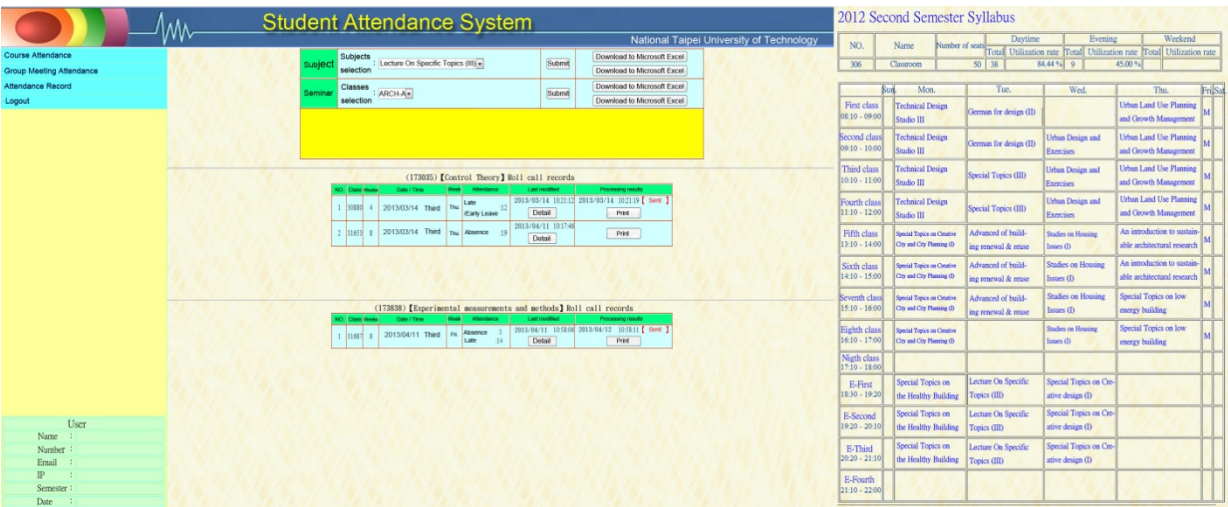 Student Attendance System
National Taipei University of Technology
Course Attendance
Group Meeting Attendance
Attendance Record
Logout
Subject Subjects selection : Lecture On Specific Topics (III) Submit Download to Microsoft Excel
Download to Microsoft Excel
Seminar Classes selection : ARCH-A Submit Download to Microsoft Excel
Download to Microsoft Excel
(173035)【Control Theory】Roll call records
NO. Class Weeks Date / Time Week Attendance Last modified Processing results
1 30880 4 2013/03/14 Third Thu. Late /Early Leave :12 2013/03/14 10:21:12 Detail 2013/03/14 10:21:19【 Sent 】 Print
2 31653 8 2013/03/14 Third Thu. Absence :19 2013/04/11 10:17:46 Detail Print
(173838)【Experimental measurements and methods】Roll call records
NO. Class Weeks Date / Time Week Attendance Last modified Processing results
1 31687 8 2013/04/11 Third Absence :1 Late :14 2013/04/11 10:58:06 Detail 2013/04/12 10:58:11【 Sent 】 Print
User
Name :
Number :
Email :
IP :
Semester :
Date :
2012 Second Semester Syllabus
NO. Name Number of seats Daytime Evening Weekend
Total Utilization rate Total Utilization rate Total Utilization rate
306 Classroom 50 38 84.44 % 9 45.00 %
Sun. Mon. Tue. Wed. Thu. Fri. Sat.
First class 08:10 - 09:00 Technical Design Studio III German for design (II) Urban Land Use Planning and Growth Management M
Second class 09:10 - 10:00 Technical Design Studio III German for design (II) Urban Design and Exercises Urban Land Use Planning and Growth Management M
Third class 10:10 - 11:00 Technical Design Studio III Special Topics (III) Urban Design and Exercises Urban Land Use Planning and Growth Management M
Fourth class 11:10 - 12:00 Technical Design Studio III Special Topics (III) Urban Design and Exercises Urban Land Use Planning and Growth Management M
Fifth class 13:10 - 14:00 Special Topics on Creative City and City Planning (I) Advanced of build- ing renewal & reuse Studies on Housing Issues (I) An introduction to sustain- able architectural research M
Sixth class 14:10 - 15:00 Special Topics on Creative City and City Planning (I) Advanced of build- ing renewal & reuse Studies on Housing Issues (I) An introduction to sustain- able architectural research M
Seventh class 15:10 - 16:00 Special Topics on Creative City and City Planning (I) Advanced of build- ing renewal & reuse Studies on Housing Issues (I) Special Topics on low energy building M
Eighth class 16:10 - 17:00 Special Topics on Creative City and City Planning (I) Studies on Housing Issues (I) Special Topics on low energy building M
Nigth class 17:10 - 18:00
E-First 18:30 - 19:20 Special Topics on the Healthy Building Lecture On Specific Topics (III) Special Topics on Cre- ative design (I)
E-Second 19:20 - 20:10 Special Topics on the Healthy Building Lecture On Specific Topics (III) Special Topics on Cre- ative design (I)
E-Third 20:20 - 21:10 Special Topics on the Healthy Building Lecture On Specific Topics (III) Special Topics on Cre- ative design (I)
E-Fourth 21:10 - 22:00